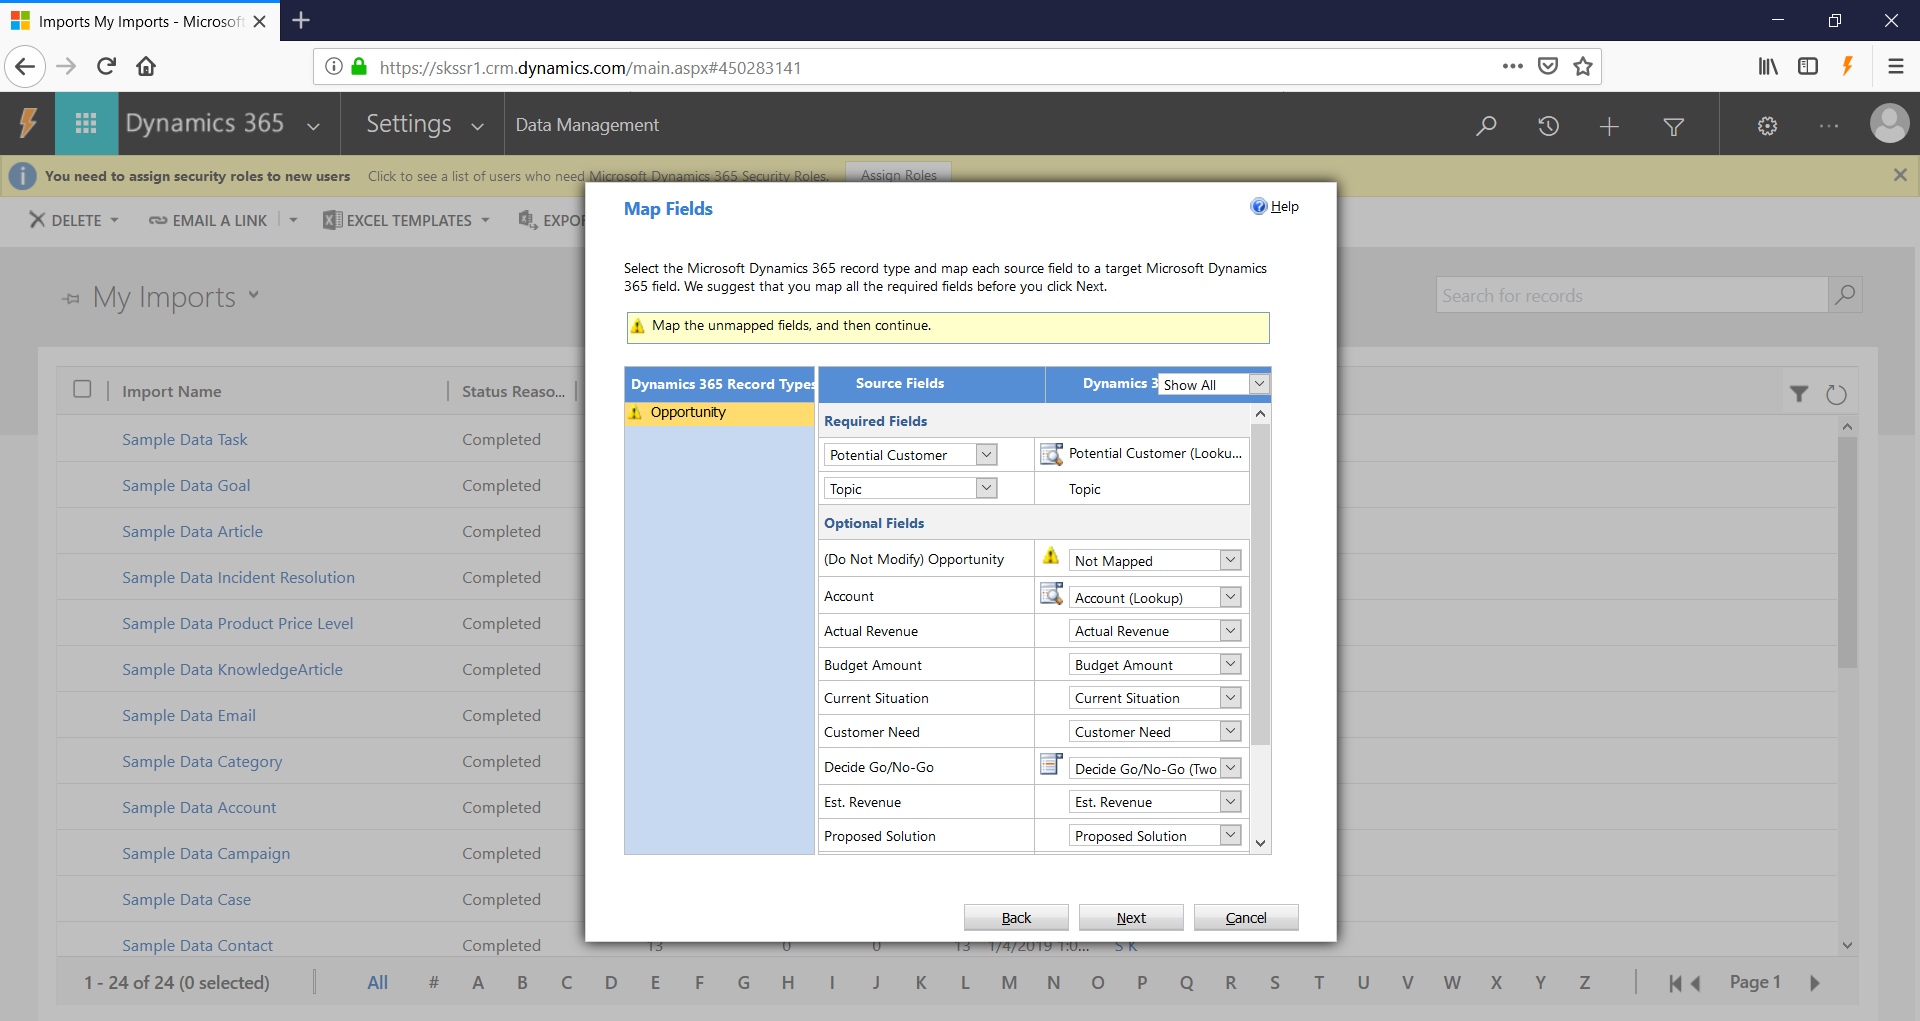 Imports My Imports - Microsoft
https://skssr1.crm.dynamics.com/main.aspx#450283141
Dynamics 365
Settings
Data Management
You need to assign security roles to new users
Click to see a list of users who need Microsoft Dynamics 365 Security Roles.
Assign Roles
DELETE
EMAIL A LINK
EXCEL TEMPLATES
EXPO
My Imports
Search for records
Import Name
Status Reaso...
Sample Data Task
Completed
Sample Data Goal
Completed
Sample Data Article
Completed
Sample Data Incident Resolution
Completed
Sample Data Product Price Level
Completed
Sample Data KnowledgeArticle
Completed
Sample Data Email
Completed
Sample Data Category
Completed
Sample Data Account
Completed
Sample Data Campaign
Completed
Sample Data Case
Completed
Sample Data Contact
Completed
13
0
0
13
1/4/2019 1:0...
S K
Map Fields
Help
Select the Microsoft Dynamics 365 record type and map each source field to a target Microsoft Dynamics
365 field. We suggest that you map all the required fields before you click Next.
Map the unmapped fields, and then continue.
Dynamics 365 Record Types
Source Fields
Dynamics 3
Show All
Opportunity
Required Fields
Potential Customer
Potential Customer (Looku...
Topic
Topic
Optional Fields
(Do Not Modify) Opportunity
Not Mapped
Account
Account (Lookup)
Actual Revenue
Actual Revenue
Budget Amount
Budget Amount
Current Situation
Current Situation
Customer Need
Customer Need
Decide Go/No-Go
Decide Go/No-Go (Two
Est. Revenue
Est. Revenue
Proposed Solution
Proposed Solution
Back
Next
Cancel
1 - 24 of 24 (0 selected)
All # A B C D E F G H I J K L M N O P Q R S T U V W X Y Z
Page 1